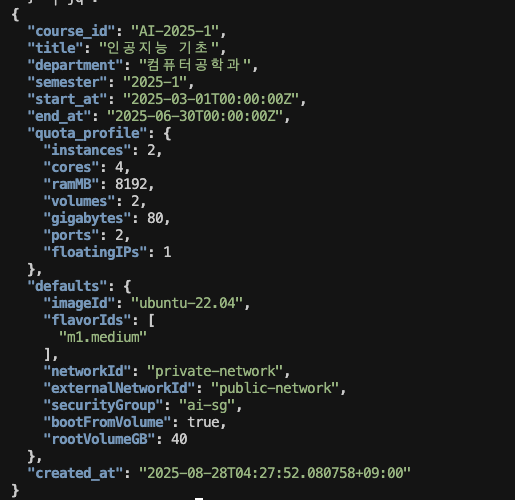 {
  "course_id": "AI-2025-1",
  "title": "인공지능 기초",
  "department": "컴퓨터공학과",
  "semester": "2025-1",
  "start_at": "2025-03-01T00:00:00Z",
  "end_at": "2025-06-30T00:00:00Z",
  "quota_profile": {
    "instances": 2,
    "cores": 4,
    "ramMB": 8192,
    "volumes": 2,
    "gigabytes": 80,
    "ports": 2,
    "floatingIPs": 1
  },
  "defaults": {
    "imageId": "ubuntu-22.04",
    "flavorIds": [
      "m1.medium"
    ],
    "networkId": "private-network",
    "externalNetworkId": "public-network",
    "securityGroup": "ai-sg",
    "bootFromVolume": true,
    "rootVolumeGB": 40
  },
  "created_at": "2025-08-28T04:27:52.080758+09:00"
}